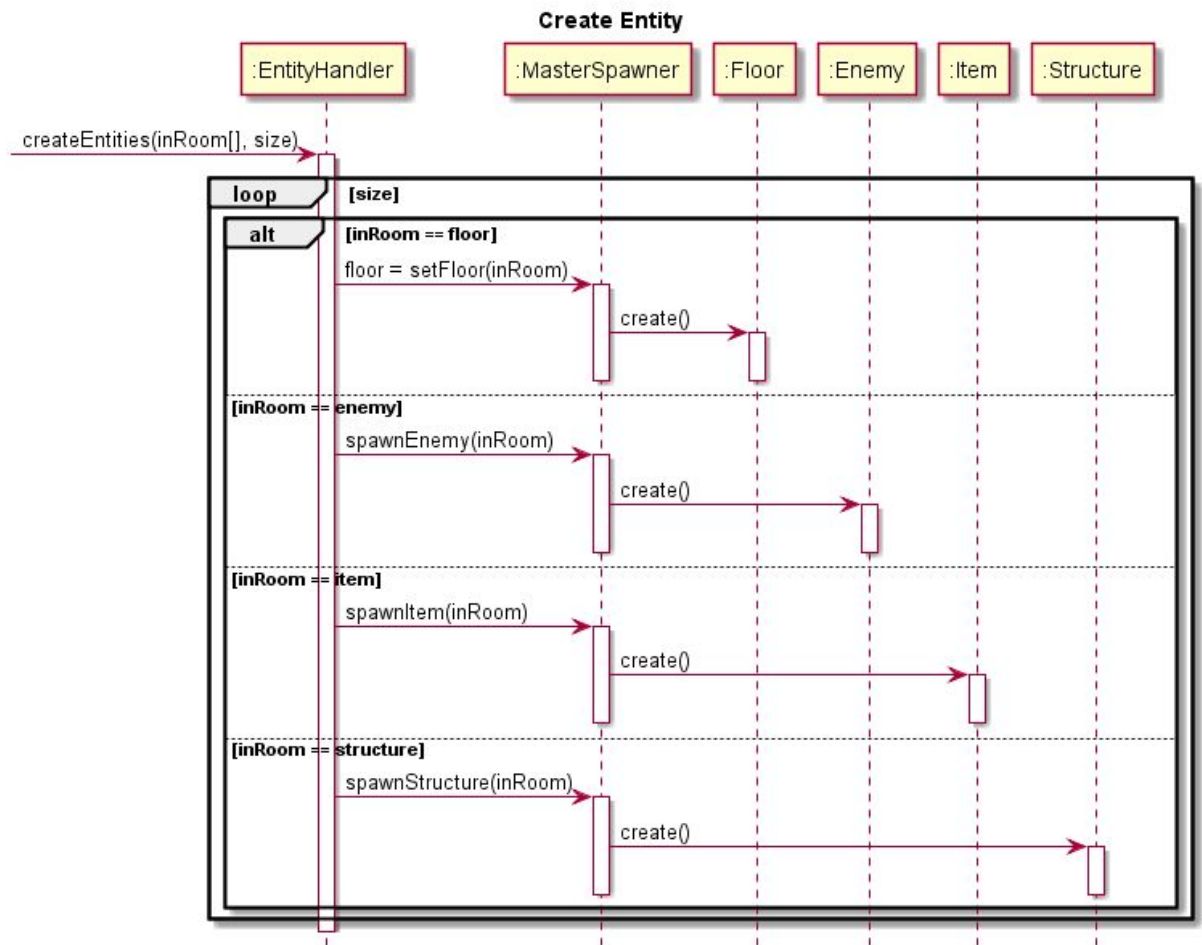 Create Entity
:EntityHandler
:MasterSpawner
:Floor
:Enemy
:Item
:Structure
createEntities(inRoom[], size)
loop
[size]
alt
[inRoom == floor]
floor = setFloor(inRoom)
create()
[inRoom == enemy]
spawnEnemy(inRoom)
create()
[inRoom == item]
spawnItem(inRoom)
create()
[inRoom == structure]
spawnStructure(inRoom)
create()